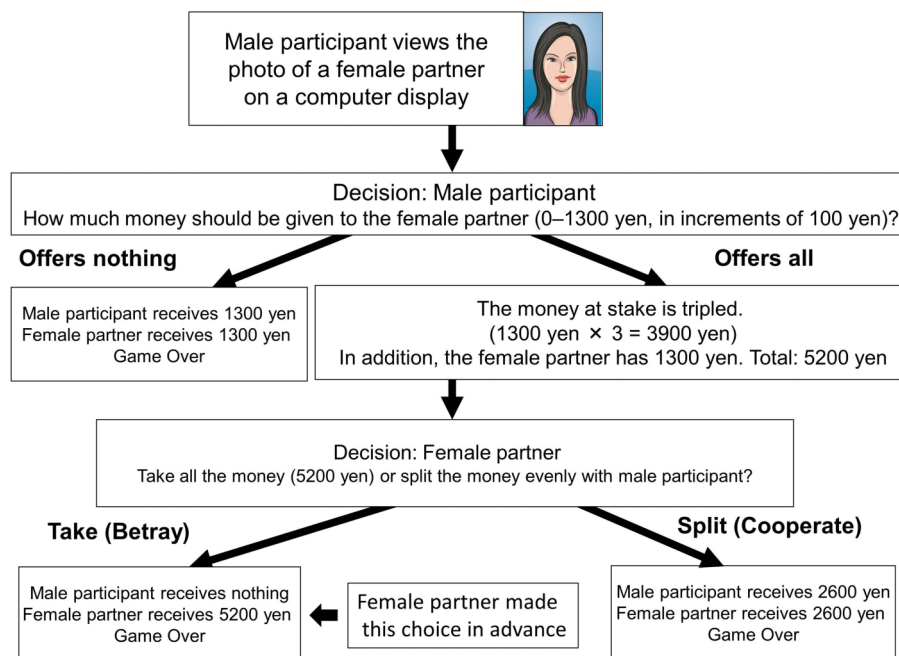 Male participant views the
photo of a female partner
on a computer display
Decision: Male participant
How much money should be given to the female partner (0–1300 yen, in increments of 100 yen)?
Offers nothing
Offers all
Male participant receives 1300 yen
Female partner receives 1300 yen
Game Over
The money at stake is tripled.
(1300 yen × 3 = 3900 yen)
In addition, the female partner has 1300 yen. Total: 5200 yen
Decision: Female partner
Take all the money (5200 yen) or split the money evenly with male participant?
Take (Betray)
Split (Cooperate)
Male participant receives nothing
Female partner receives 5200 yen
Game Over
Female partner made
this choice in advance
Male participant receives 2600 yen
Female partner receives 2600 yen
Game Over